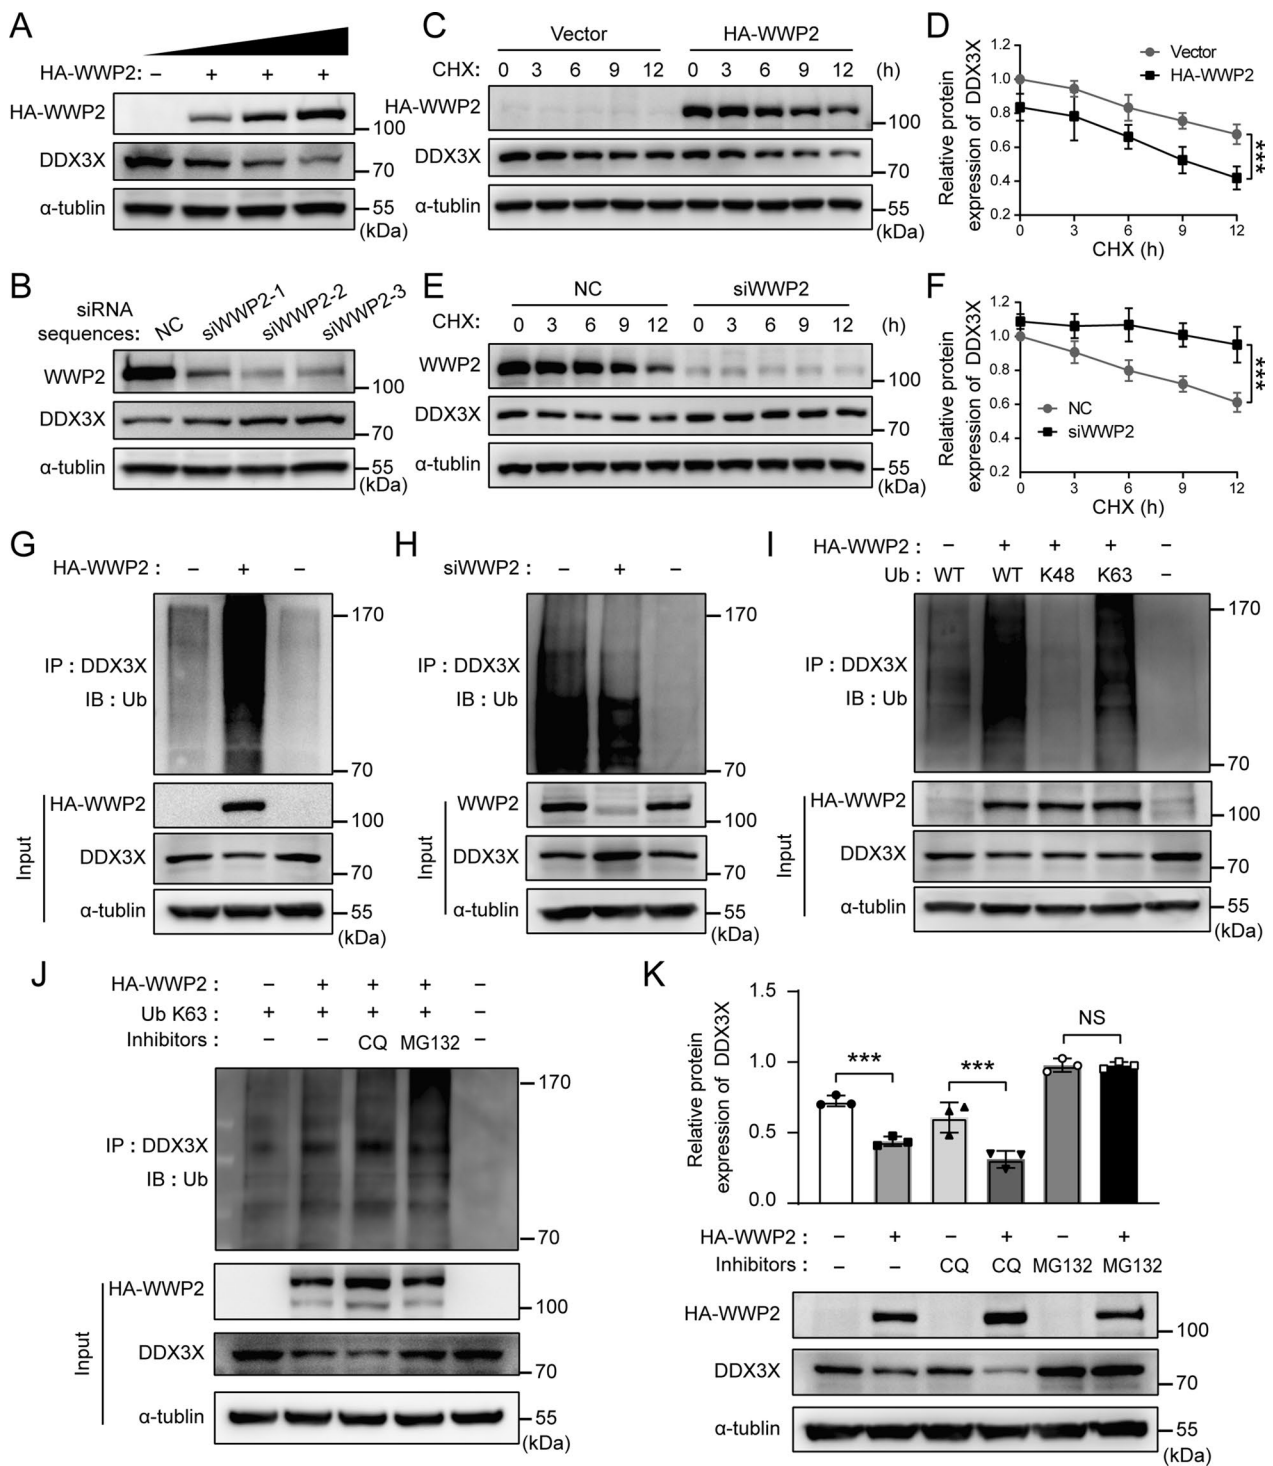 A
HA-WWP2: – + + +
HA-WWP2
100
DDX3X
70
α-tublin
55
(kDa)
B
siRNA
sequences: NC siWWP2-1 siWWP2-2 siWWP2-3
WWP2
100
DDX3X
70
α-tublin
55
(kDa)
C
Vector HA-WWP2
CHX: 0 3 6 9 12 0 3 6 9 12 (h)
HA-WWP2
100
DDX3X
70
α-tublin
55
(kDa)
D
Relative protein
expression of DDX3X
1.2
1.0
0.8
0.6
0.4
0.2
Vector
HA-WWP2
***
0 3 6 9 12
CHX (h)
E
NC siWWP2
CHX: 0 3 6 9 12 0 3 6 9 12 (h)
WWP2
100
DDX3X
70
α-tublin
55
(kDa)
F
Relative protein
expression of DDX3X
1.2
1.0
0.8
0.6
0.4
0.2
NC
siWWP2
***
0 3 6 9 12
CHX (h)
G
HA-WWP2 : – + –
170
IP : DDX3X
IB : Ub
70
Input
HA-WWP2
100
DDX3X
70
α-tublin
55
(kDa)
H
siWWP2 : – + –
170
IP : DDX3X
IB : Ub
70
Input
WWP2
100
DDX3X
70
α-tublin
55
(kDa)
I
HA-WWP2 : – + + + –
Ub : WT WT K48 K63 –
170
IP : DDX3X
IB : Ub
70
Input
HA-WWP2
100
DDX3X
70
α-tublin
55
(kDa)
J
HA-WWP2 : – + + + –
Ub K63 : + + + + –
Inhibitors : – – CQ MG132 –
170
IP : DDX3X
IB : Ub
70
Input
HA-WWP2
100
DDX3X
70
α-tublin
55
(kDa)
K
Relative protein
expression of DDX3X
1.5
1.0
0.5
0.0
***
***
NS
HA-WWP2 : – + – + – +
Inhibitors : – – CQ CQ MG132 MG132
HA-WWP2
100
DDX3X
70
α-tublin
55
(kDa)